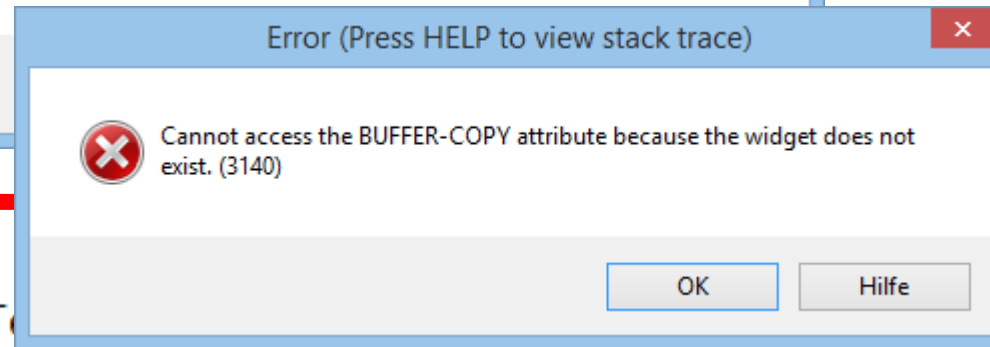 Error (Press HELP to view stack trace)
Cannot access the BUFFER-COPY attribute because the widget does not
exist. (3140)
OK
Hilfe